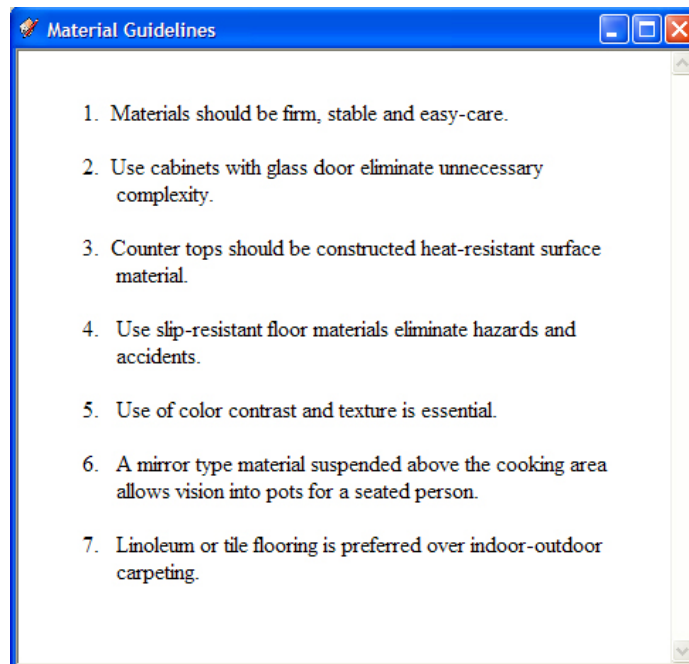 Material Guidelines
1. Materials should be firm, stable and easy-care.
2. Use cabinets with glass door eliminate unnecessary
complexity.
3. Counter tops should be constructed heat-resistant surface
material.
4. Use slip-resistant floor materials eliminate hazards and
accidents.
5. Use of color contrast and texture is essential.
6. A mirror type material suspended above the cooking area
allows vision into pots for a seated person.
7. Linoleum or tile flooring is preferred over indoor-outdoor
carpeting.